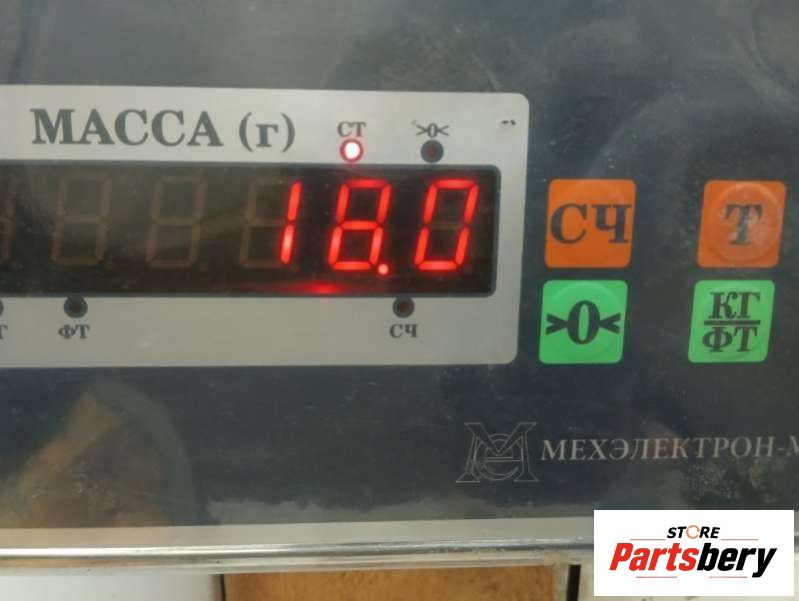 МАССА (г)
СТ
>0<
18.0
ФТ
СЧ
СЧ
Т
>0<
КГ
ФТ
МЕХЭЛЕКТРОН-М
STORE
Partsbery